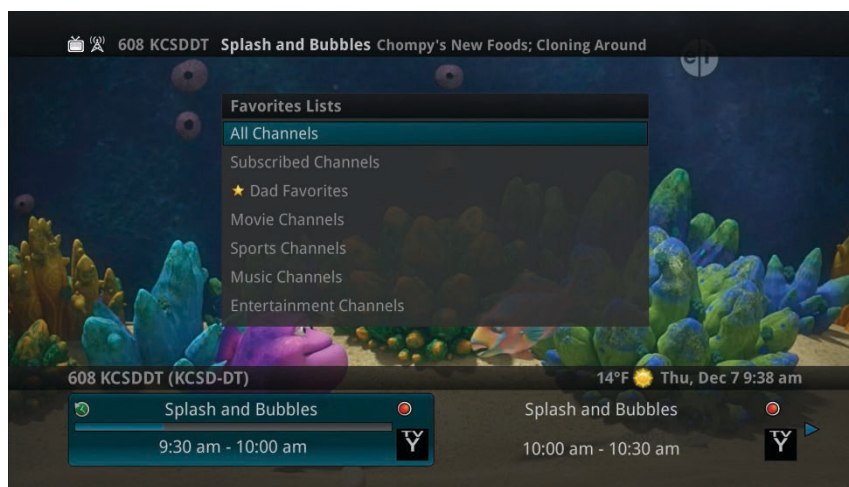 608 KCSDDT Splash and Bubbles Chompy's New Foods; Cloning Around
Favorites Lists
All Channels
Subscribed Channels
Dad Favorites
Movie Channels
Sports Channels
Music Channels
Entertainment Channels
608 KCSDDT (KCSD-DT) 14°F Thu, Dec 7 9:38 am
Splash and Bubbles Splash and Bubbles
9:30 am - 10:00 am TV Y 10:00 am - 10:30 am TV Y